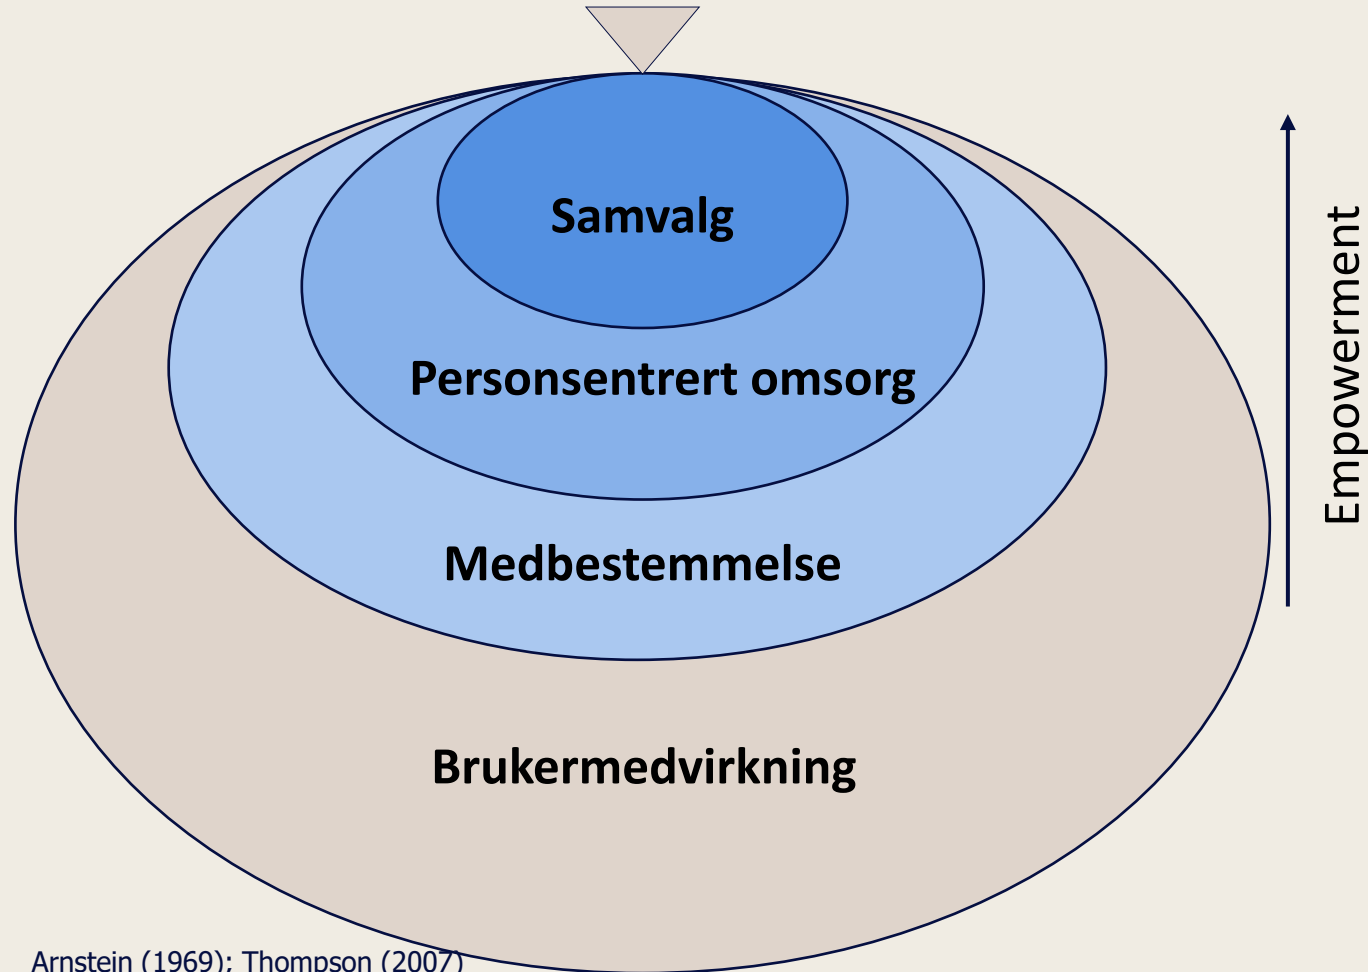 Samvalg
Personsentrert omsorg
Medbestemmelse
Brukermedvirkning
Empowerment
Arnstein (1969); Thompson (2007)